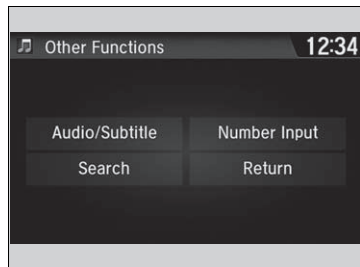 Other Functions 12:34
Audio/Subtitle Number Input
Search Return